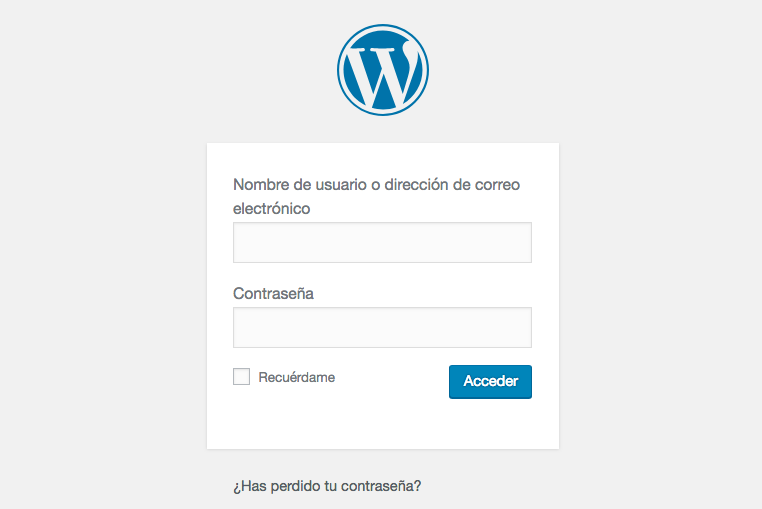 Nombre de usuario o dirección de correo
electrónico
Contraseña
Recuérdame
Acceder
¿Has perdido tu contraseña?